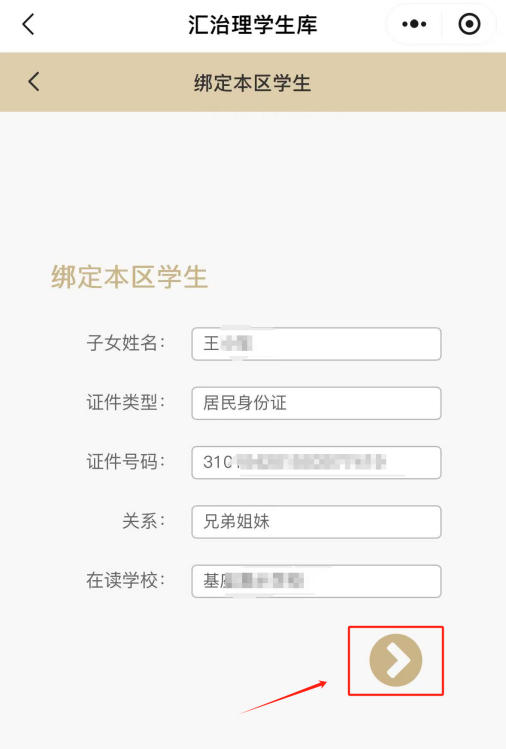 汇治理学生库
绑定本区学生
绑定本区学生
子女姓名: 王
证件类型: 居民身份证
证件号码: 310
关系: 兄弟姐妹
在读学校: 基